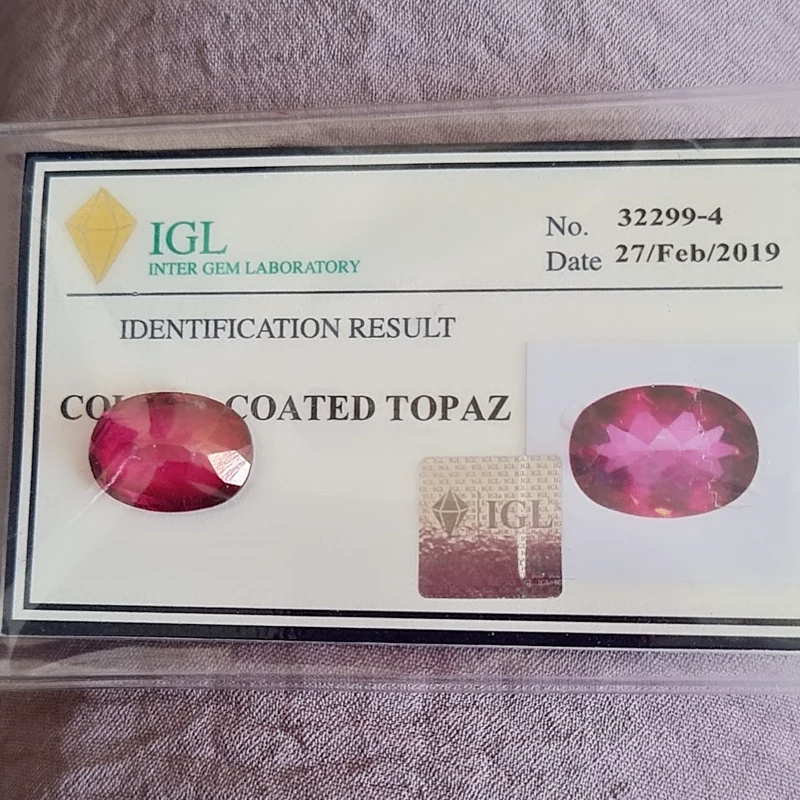 IGL
INTER GEM LABORATORY
No. 32299-4
Date 27/Feb/2019
IDENTIFICATION RESULT
COATED TOPAZ
IGL